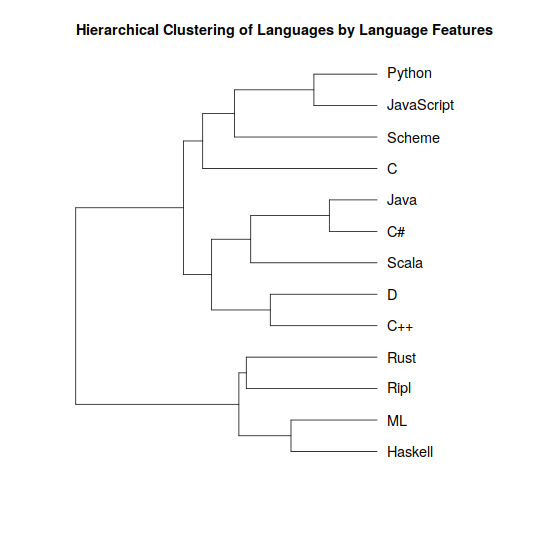 Hierarchical Clustering of Languages by Language Features
Python
JavaScript
Scheme
C
Java
C#
Scala
D
C++
Rust
Ripl
ML
Haskell